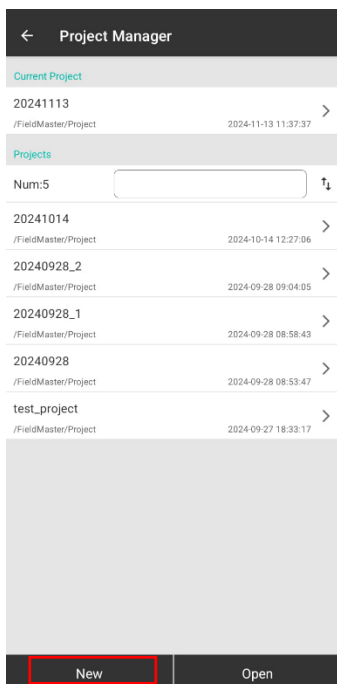 Project Manager
Current Project
20241113
/FieldMaster/Project 2024-11-13 11:37:37
Projects
Num:5
20241014
/FieldMaster/Project 2024-10-14 12:27:06
20240928_2
/FieldMaster/Project 2024-09-28 09:04:05
20240928_1
/FieldMaster/Project 2024-09-28 08:58:43
20240928
/FieldMaster/Project 2024-09-28 08:53:47
test_project
/FieldMaster/Project 2024-09-27 18:33:17
New Open